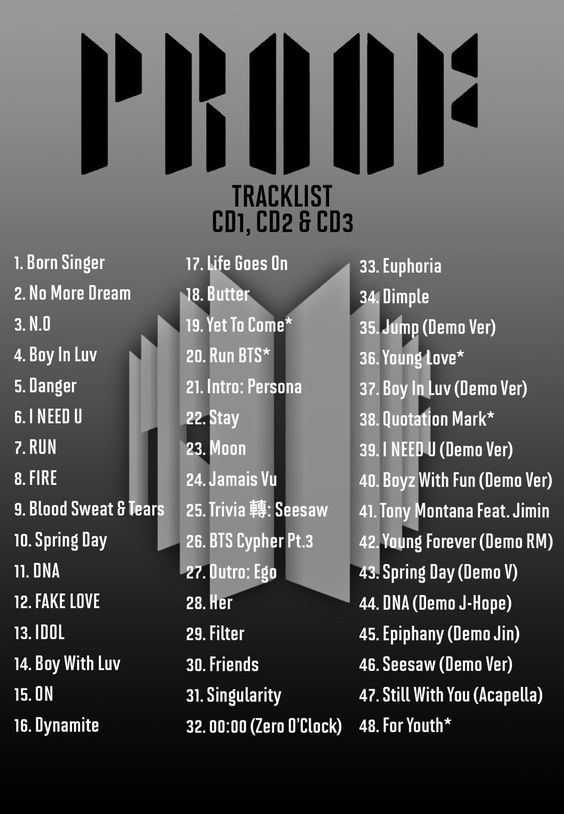 PROOF
TRACKLIST
CD1, CD2 & CD3
1. Born Singer
2. No More Dream
3. N.O
4. Boy In Luv
5. Danger
6. I NEED U
7. RUN
8. FIRE
9. Blood Sweat & Tears
10. Spring Day
11. DNA
12. FAKE LOVE
13. IDOL
14. Boy With Luv
15. ON
16. Dynamite
17. Life Goes On
18. Butter
19. Yet To Come*
20. Run BTS*
21. Intro: Persona
22. Stay
23. Moon
24. Jamais Vu
25. Trivia 轉: Seesaw
26. BTS Cypher Pt.3
27. Outro: Ego
28. Her
29. Filter
30. Friends
31. Singularity
32. 00:00 (Zero O'Clock)
33. Euphoria
34. Dimple
35. Jump (Demo Ver)
36. Young Love*
37. Boy In Luv (Demo Ver)
38. Quotation Mark*
39. I NEED U (Demo Ver)
40. Boyz With Fun (Demo Ver)
41. Tony Montana Feat. Jimin
42. Young Forever (Demo RM)
43. Spring Day (Demo V)
44. DNA (Demo J-Hope)
45. Epiphany (Demo Jin)
46. Seesaw (Demo Ver)
47. Still With You (Acapella)
48. For Youth*